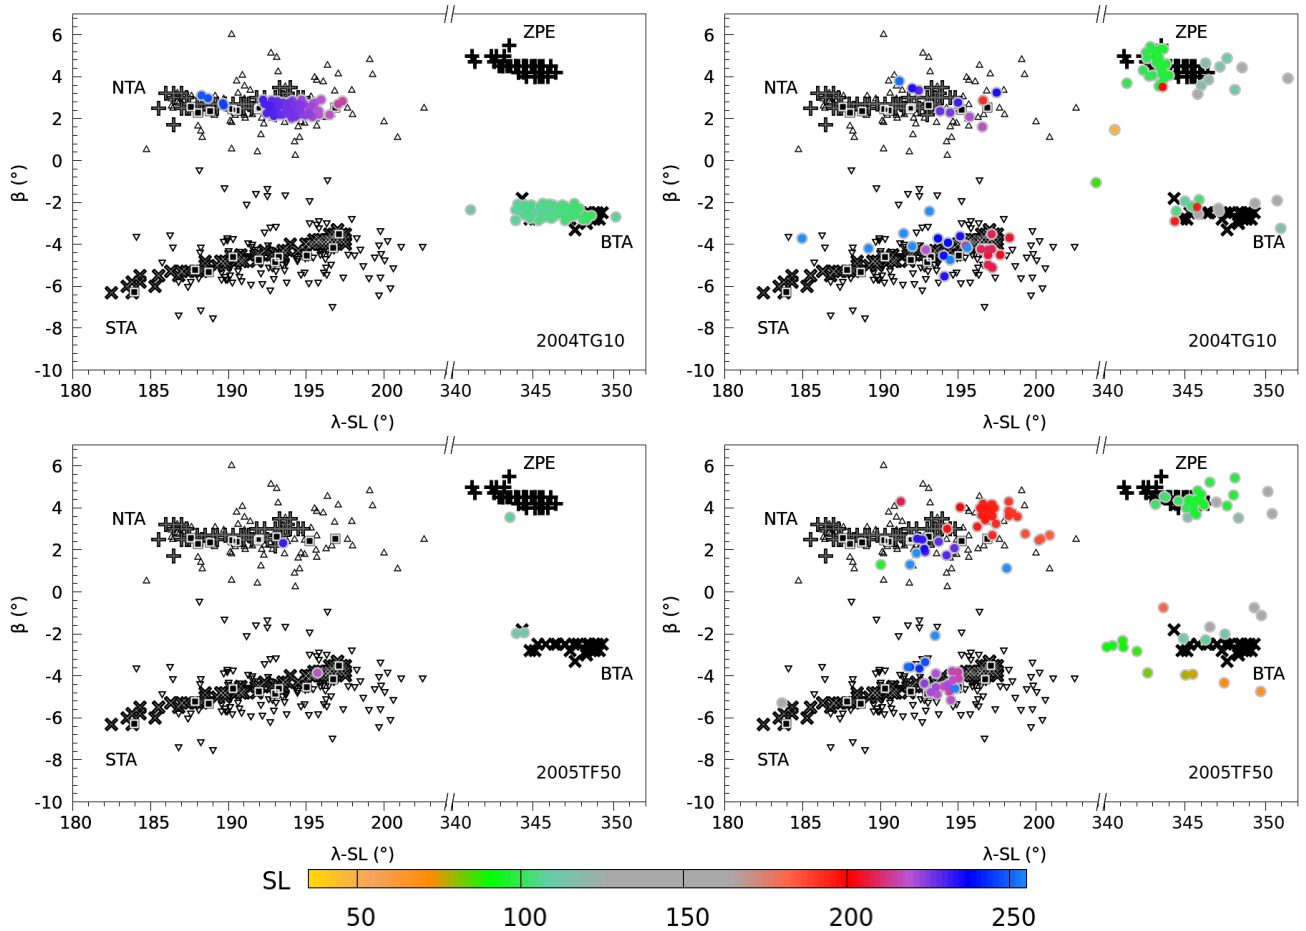 6 ZPE 6 ZPE
4 NTA 4 NTA
2 2
0 0
-2 -2
-4 BTA -4 BTA
-6 -6
-8 STA 2004TG10 -8 STA 2004TG10
-10 -10
180 185 190 195 200 340 345 350 180 185 190 195 200 340 345 350
β (°) β (°)
λ-SL (°) λ-SL (°)
6 ZPE 6 ZPE
4 NTA 4 NTA
2 2
0 0
-2 -2
-4 BTA -4 BTA
-6 -6
-8 STA 2005TF50 -8 STA 2005TF50
-10 -10
180 185 190 195 200 340 345 350 180 185 190 195 200 340 345 350
β (°) β (°)
λ-SL (°) λ-SL (°)
SL
50 100 150 200 250